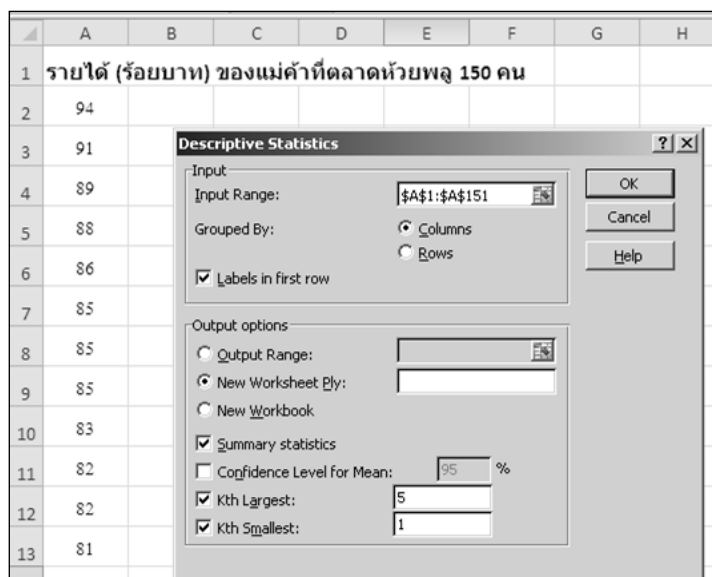 A B C D E F G H
1 รายได้ (ร้อยบาท) ของแม่ค้าที่ตลาดห้วยพลู 150 คน
2 94
3 91
4 89
5 88
6 86
7 85
8 85
9 85
10 83
11 82
12 82
13 81
Descriptive Statistics
Input
Input Range: $A$1:$A$151
Grouped By: Columns
Rows
Labels in first row
OK
Cancel
Help
Output options
Output Range:
New Worksheet Ply:
New Workbook
Summary statistics
Confidence Level for Mean: 95 %
Kth Largest: 5
Kth Smallest: 1